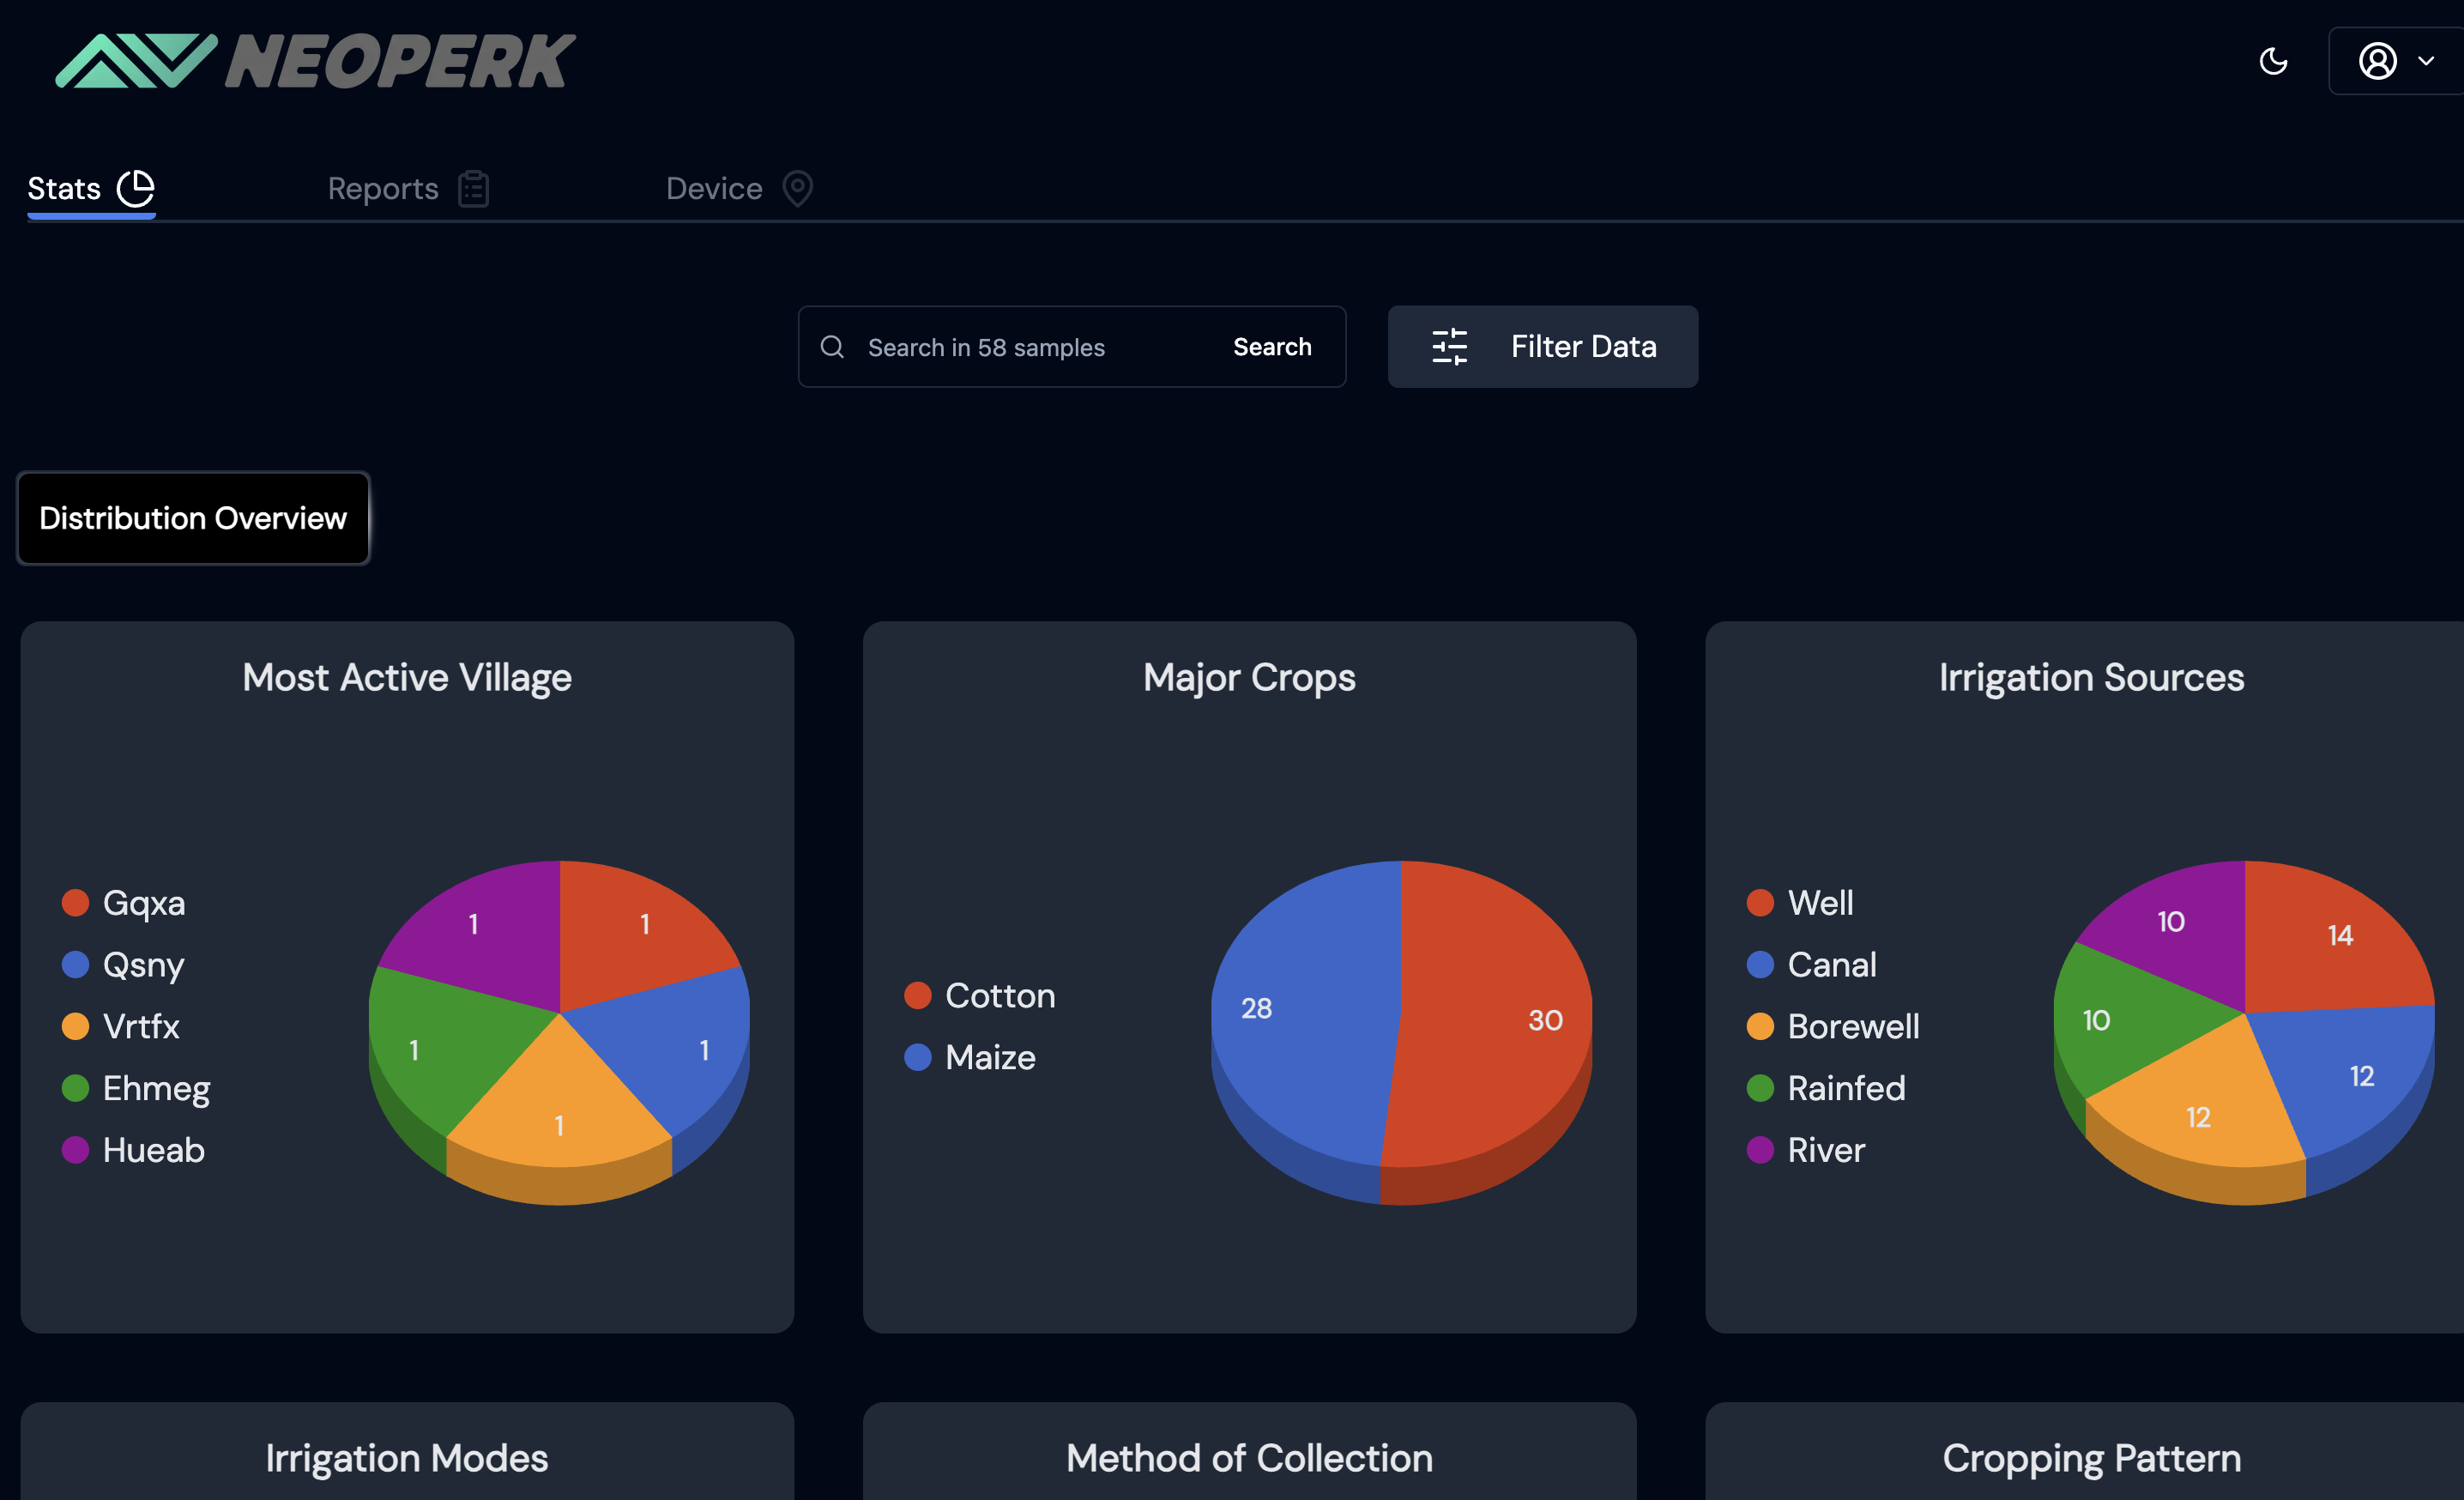 NEOPERK
Stats
Reports
Device
Search in 58 samples
Search
Filter Data
Distribution Overview
Most Active Village
Gqxa
Qsny
Vrtfx
Ehmeg
Hueab
1
1
1
1
1
Major Crops
Cotton
Maize
28
30
Irrigation Sources
Well
Canal
Borewell
Rainfed
River
10
14
10
12
12
Irrigation Modes
Method of Collection
Cropping Pattern